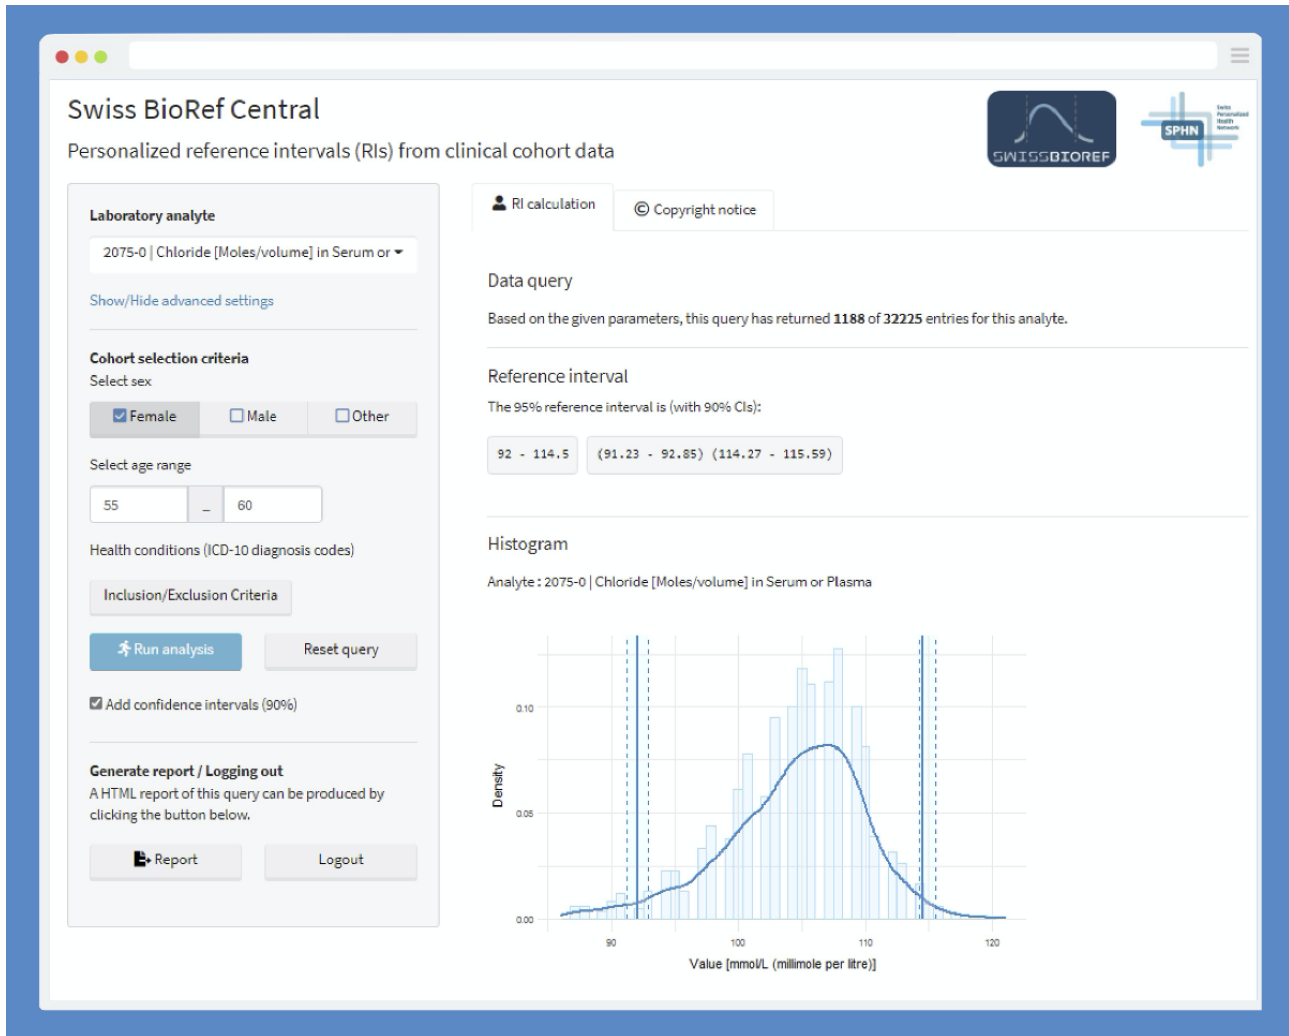 Swiss BioRef Central
Personalized reference intervals (RIs) from clinical cohort data
SWISSBIOREF
SPHN
Swiss
Personalized
Health
Network
Laboratory analyte
2075-0 | Chloride [Moles/volume] in Serum or
Show/Hide advanced settings
Cohort selection criteria
Select sex
Female Male Other
Select age range
55 _ 60
Health conditions (ICD-10 diagnosis codes)
Inclusion/Exclusion Criteria
Run analysis Reset query
Add confidence intervals (90%)
Generate report / Logging out
A HTML report of this query can be produced by
clicking the button below.
Report Logout
RI calculation © Copyright notice
Data query
Based on the given parameters, this query has returned 1188 of 32225 entries for this analyte.
Reference interval
The 95% reference interval is (with 90% CIs):
92 - 114.5 (91.23 - 92.85) (114.27 - 115.59)
Histogram
Analyte : 2075-0 | Chloride [Moles/volume] in Serum or Plasma
Density
0.10
0.05
0.00
90 100 110 120
Value [mmol/L (millimole per litre)]